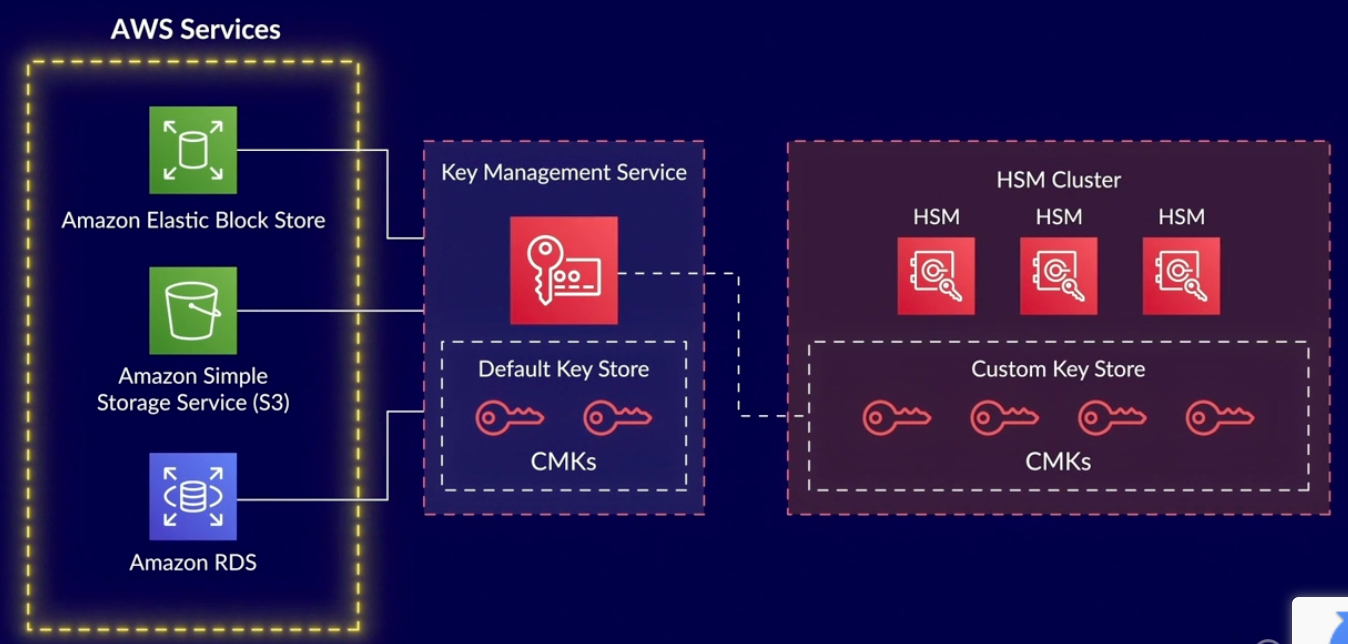 AWS Services
Amazon Elastic Block Store
Amazon Simple
Storage Service (S3)
Amazon RDS
Key Management Service
Default Key Store
CMKs
HSM Cluster
HSM
HSM
HSM
Custom Key Store
CMKs